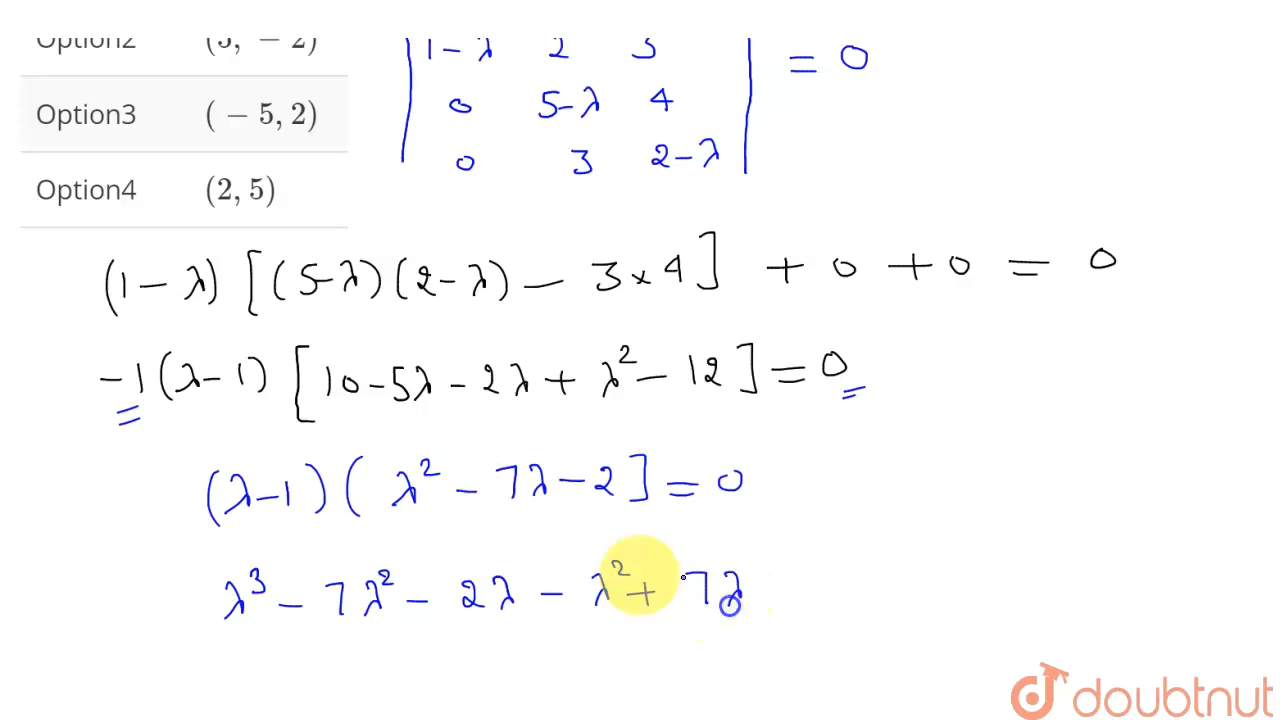 Option2 (5, − 2)
1 − λ 2 3
= 0
Option3 ( − 5, 2)
0 5−λ 4
0 3 2−λ
Option4 (2, 5)
(1 − λ) [(5−λ)(2−λ) − 3×4] + 0 + 0 = 0
−1(λ−1) [10−5λ−2λ+λ²−12] = 0
(λ−1)(λ²−7λ−2] = 0
λ³ − 7λ² − 2λ − λ² + 7λ
doubtnut